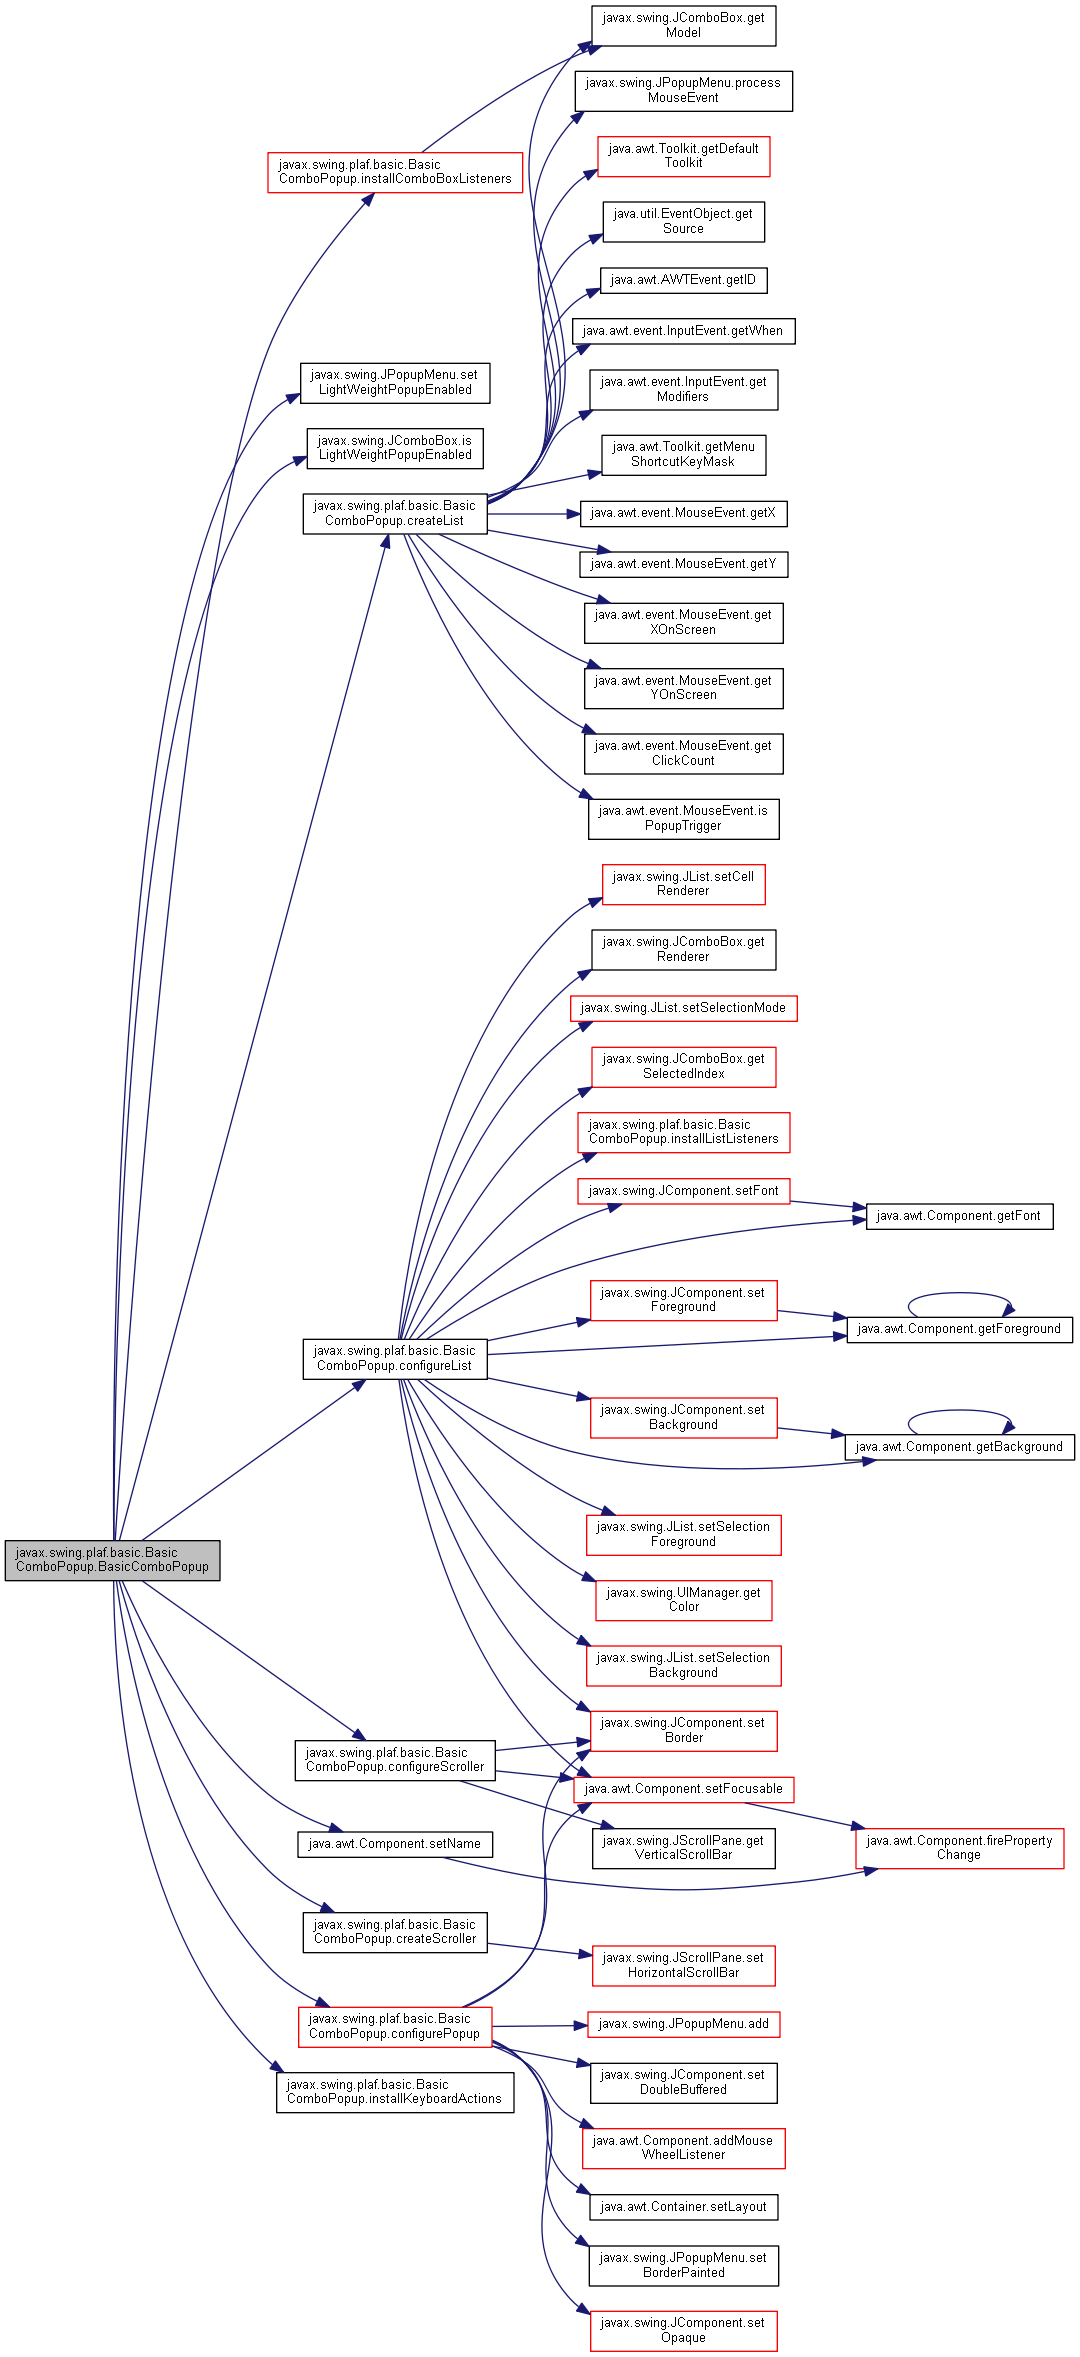 javax.swing.JComboBox.get
Model
javax.swing.JPopupMenu.process
MouseEvent
java.awt.Toolkit.getDefault
Toolkit
javax.swing.plaf.basic.Basic
ComboPopup.installComboBoxListeners
java.util.EventObject.get
Source
java.awt.AWTEvent.getID
java.awt.event.InputEvent.getWhen
javax.swing.JPopupMenu.set
LightWeightPopupEnabled
java.awt.event.InputEvent.get
Modifiers
javax.swing.JComboBox.is
LightWeightPopupEnabled
java.awt.Toolkit.getMenu
ShortcutKeyMask
javax.swing.plaf.basic.Basic
ComboPopup.createList
java.awt.event.MouseEvent.getX
java.awt.event.MouseEvent.getY
java.awt.event.MouseEvent.get
XOnScreen
java.awt.event.MouseEvent.get
YOnScreen
java.awt.event.MouseEvent.get
ClickCount
java.awt.event.MouseEvent.is
PopupTrigger
javax.swing.JList.setCell
Renderer
javax.swing.JComboBox.get
Renderer
javax.swing.JList.setSelectionMode
javax.swing.JComboBox.get
SelectedIndex
javax.swing.plaf.basic.Basic
ComboPopup.installListListeners
javax.swing.JComponent.setFont
java.awt.Component.getFont
javax.swing.JComponent.set
Foreground
java.awt.Component.getForeground
javax.swing.plaf.basic.Basic
ComboPopup.configureList
javax.swing.JComponent.set
Background
java.awt.Component.getBackground
javax.swing.JList.setSelection
Foreground
javax.swing.plaf.basic.Basic
ComboPopup.BasicComboPopup
javax.swing.UIManager.get
Color
javax.swing.JList.setSelection
Background
javax.swing.JComponent.set
Border
javax.swing.plaf.basic.Basic
ComboPopup.configureScroller
java.awt.Component.setFocusable
java.awt.Component.setName
javax.swing.JScrollPane.get
VerticalScrollBar
java.awt.Component.fireProperty
Change
javax.swing.plaf.basic.Basic
ComboPopup.createScroller
javax.swing.JScrollPane.set
HorizontalScrollBar
javax.swing.plaf.basic.Basic
ComboPopup.configurePopup
javax.swing.JPopupMenu.add
javax.swing.plaf.basic.Basic
ComboPopup.installKeyboardActions
javax.swing.JComponent.set
DoubleBuffered
java.awt.Component.addMouse
WheelListener
java.awt.Container.setLayout
javax.swing.JPopupMenu.set
BorderPainted
javax.swing.JComponent.set
Opaque